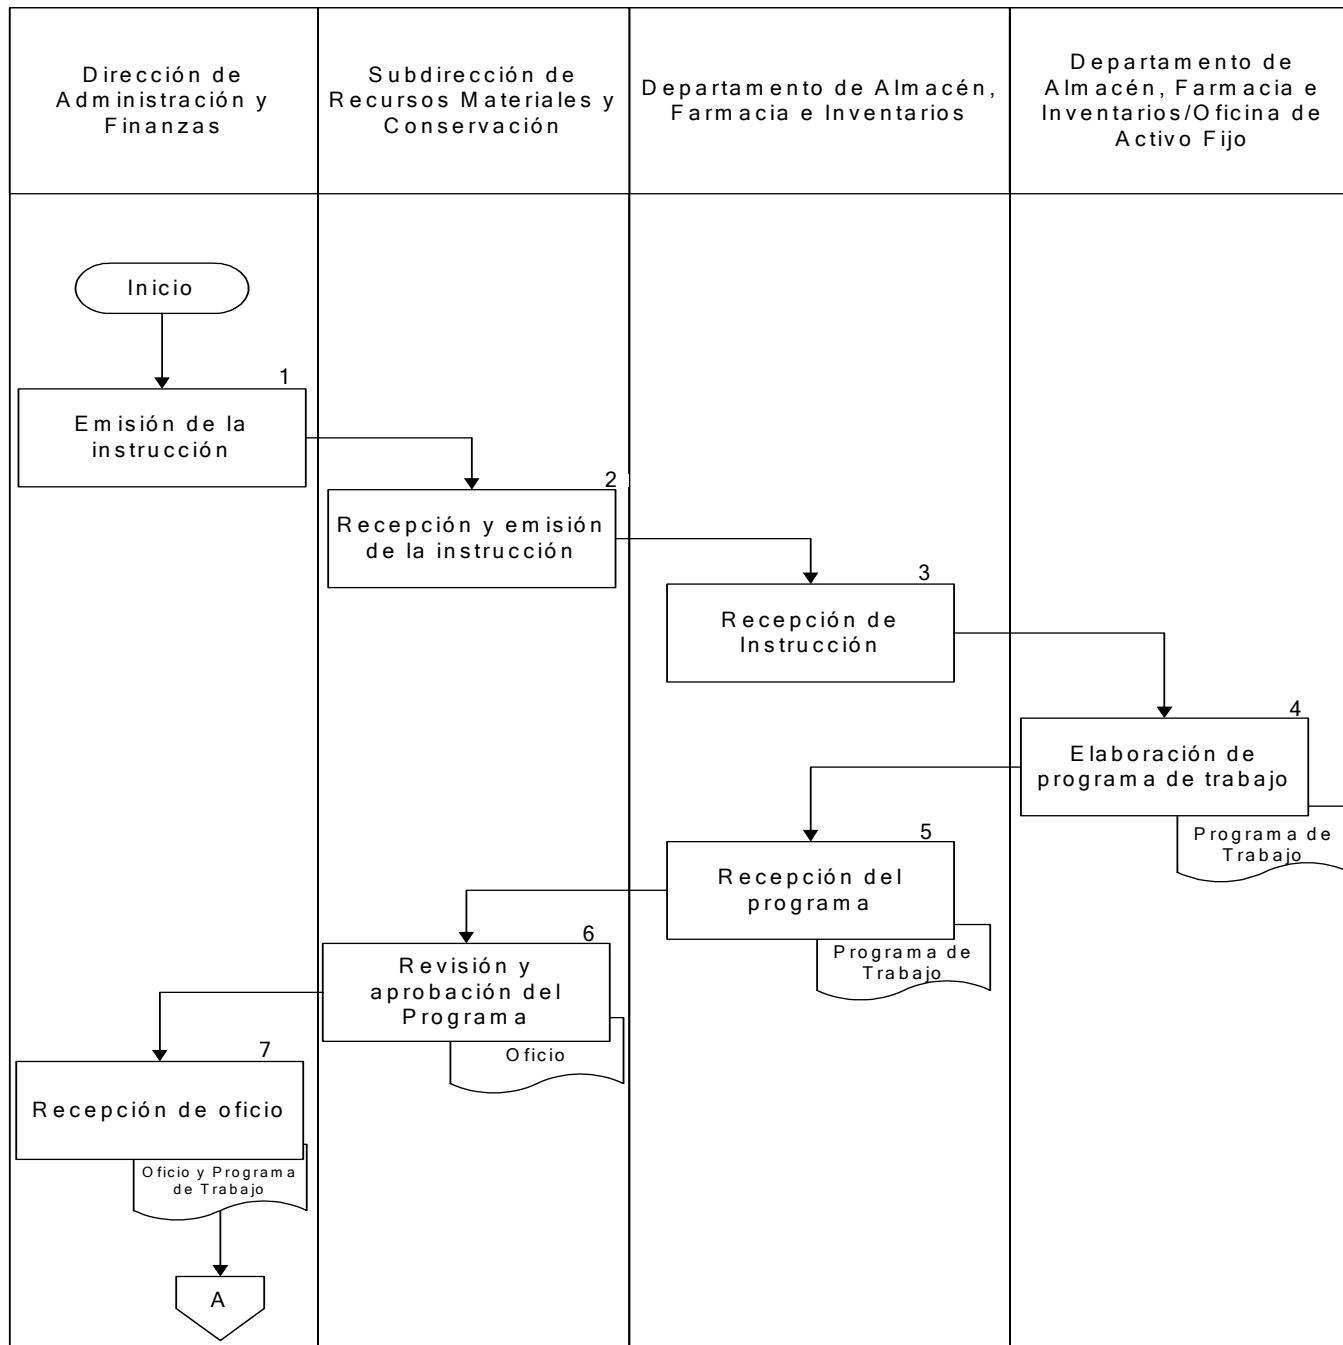 Dirección de
Administración y
Finanzas
Subdirección de
Recursos Materiales y
Conservación
Departamento de Almacén,
Farmacia e Inventarios
Departamento de
Almacén, Farmacia e
Inventarios/Oficina de
Activo Fijo
Inicio
1
Emisión de la
instrucción
2
Recepción y emisión
de la instrucción
3
Recepción de
Instrucción
4
Elaboración de
programa de trabajo
Programa de
Trabajo
5
Recepción del
programa
Programa de
Trabajo
6
Revisión y
aprobación del
Programa
Oficio
7
Recepción de oficio
Oficio y Programa
de Trabajo
A